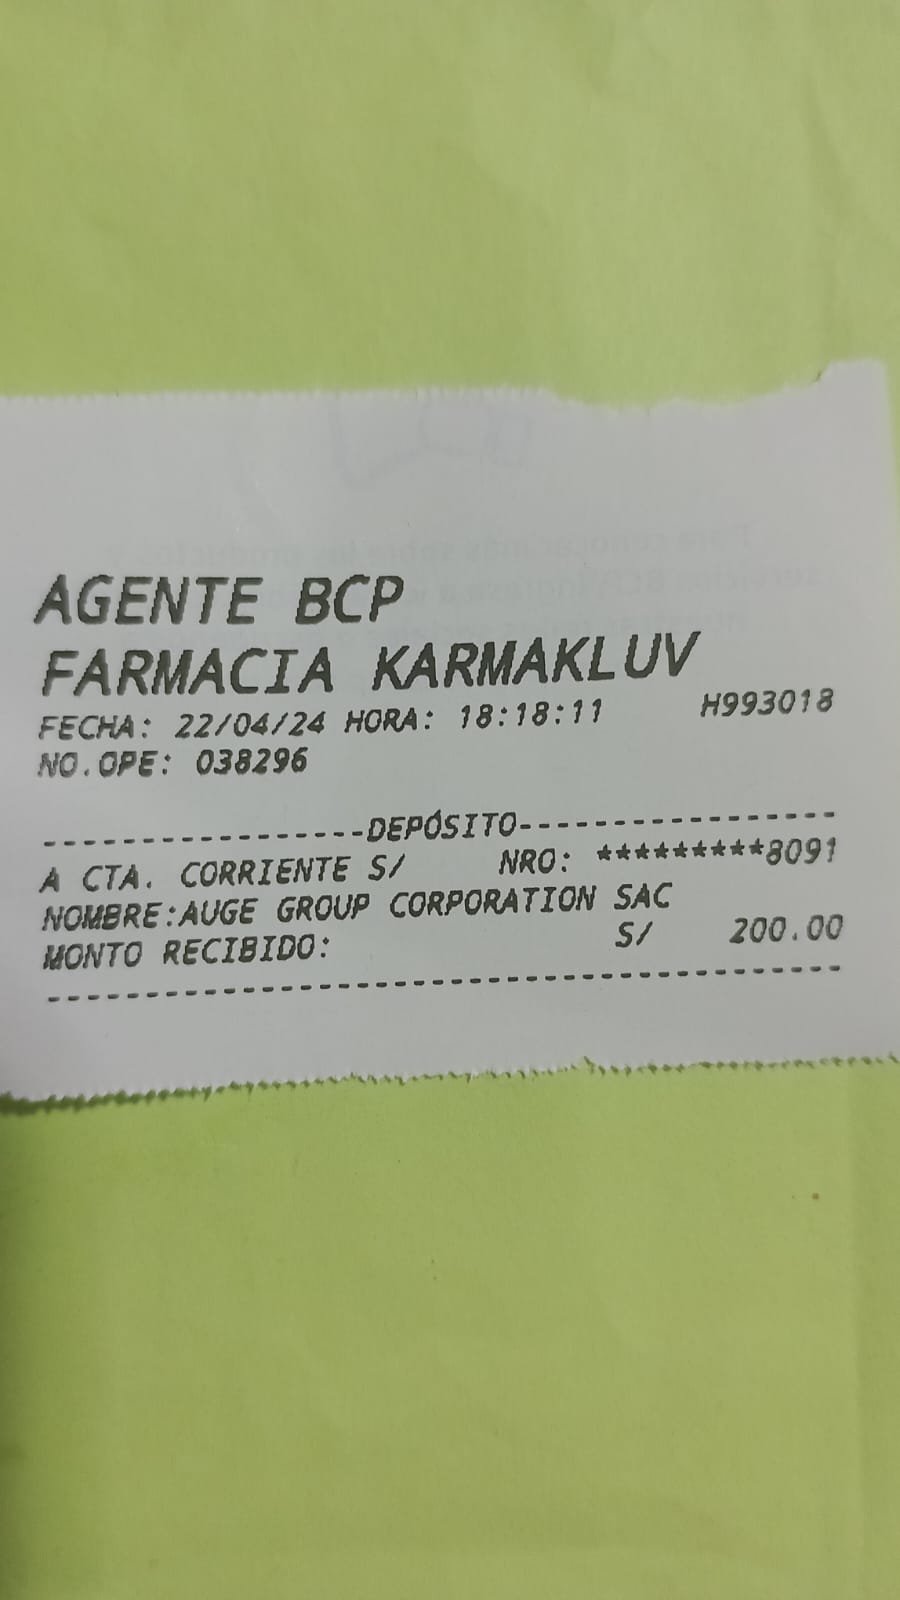 AGENTE BCP
FARMACIA KARMAKLUV
FECHA: 22/04/24 HORA: 18:18:11 H993018
NO.OPE: 038296
-----------------DEPÓSITO-----------------
A CTA. CORRIENTE S/ NRO: *********8091
NOMBRE:AUGE GROUP CORPORATION SAC
MONTO RECIBIDO: S/ 200.00
------------------------------------------